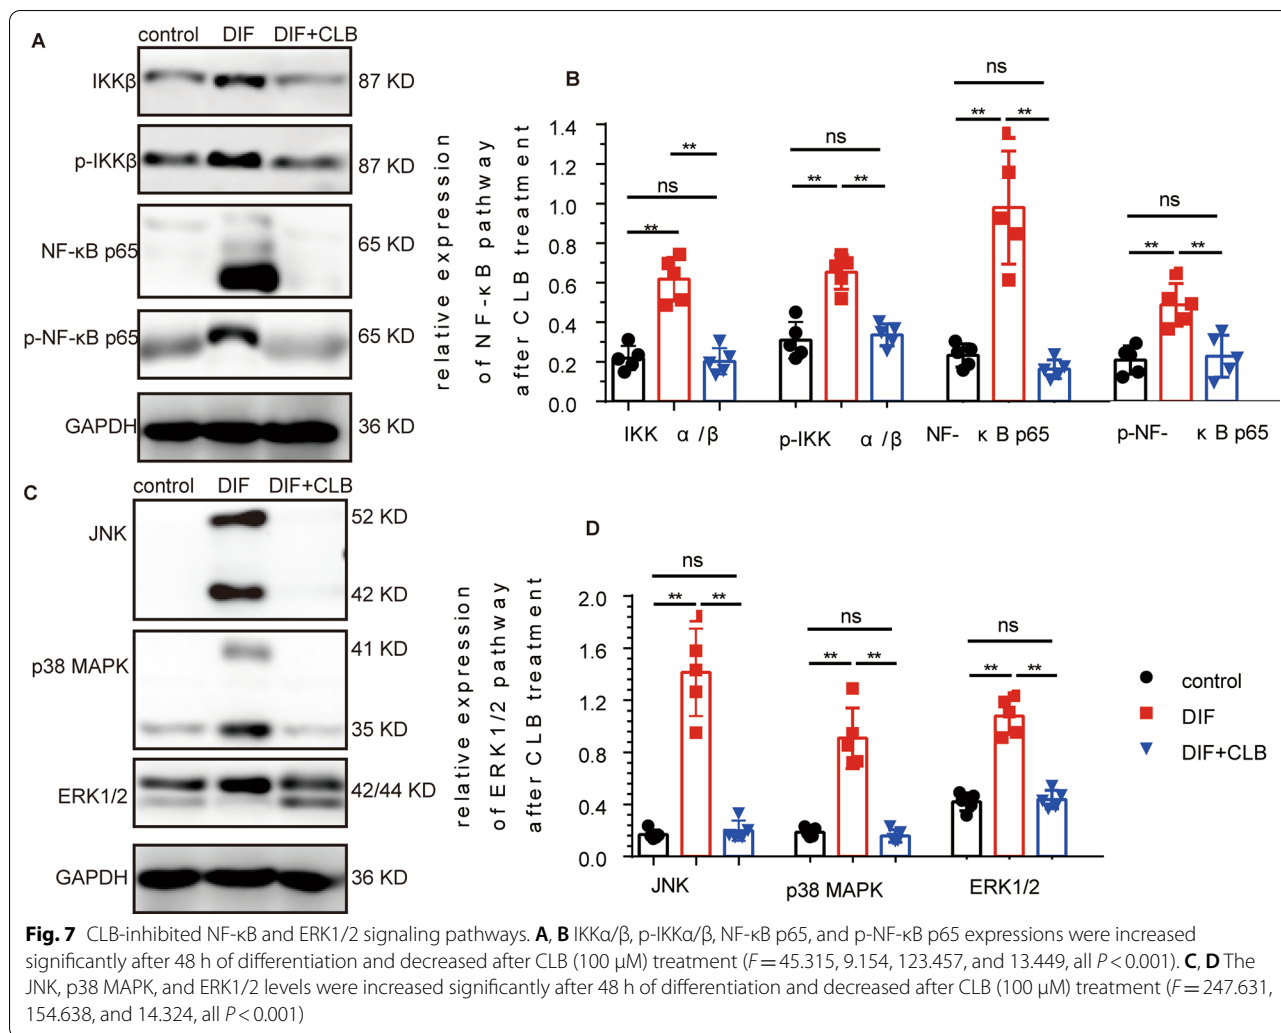 A
control DIF DIF+CLB
IKKβ 87 KD
p-IKKβ 87 KD
NF-κB p65 65 KD
p-NF-κB p65 65 KD
GAPDH 36 KD
B
relative expression
of NF-κB pathway
after CLB treatment
1.4
1.2
1.0
0.8
0.6
0.4
0.2
0.0
** ns **
ns ** **
ns ** **
ns ** **
IKK α /β p-IKK α /β NF- κ B p65 p-NF- κ B p65
C
control DIF DIF+CLB
JNK 52 KD
42 KD
p38 MAPK 41 KD
35 KD
ERK1/2 42/44 KD
GAPDH 36 KD
D
relative expression
of ERK1/2 pathway
after CLB treatment
2.0
1.6
1.2
0.8
0.4
0.0
ns ** **
ns ** **
ns ** **
JNK p38 MAPK ERK1/2
control
DIF
DIF+CLB
Fig. 7 CLB-inhibited NF-κB and ERK1/2 signaling pathways. A, B IKKα/β, p-IKKα/β, NF-κB p65, and p-NF-κB p65 expressions were increased
significantly after 48 h of differentiation and decreased after CLB (100 μM) treatment (F = 45.315, 9.154, 123.457, and 13.449, all P < 0.001). C, D The
JNK, p38 MAPK, and ERK1/2 levels were increased significantly after 48 h of differentiation and decreased after CLB (100 μM) treatment (F = 247.631,
154.638, and 14.324, all P < 0.001)